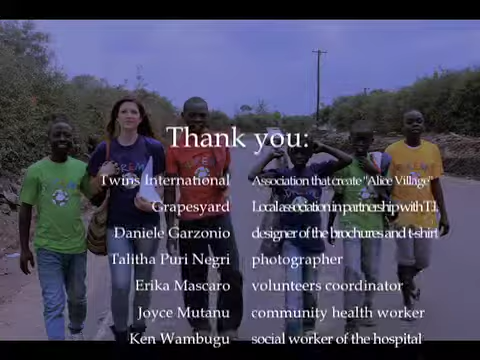 Thank you:
Twins International Association that create "Alice Village"
Grapesyard Local association in partnership with T.I.
Daniele Garzonio designer of the brochures and t-shirt
Talitha Puri Negri photographer
Erika Mascaro volunteers coordinator
Joyce Mutanu community health worker
Ken Wambugu social worker of the hospital